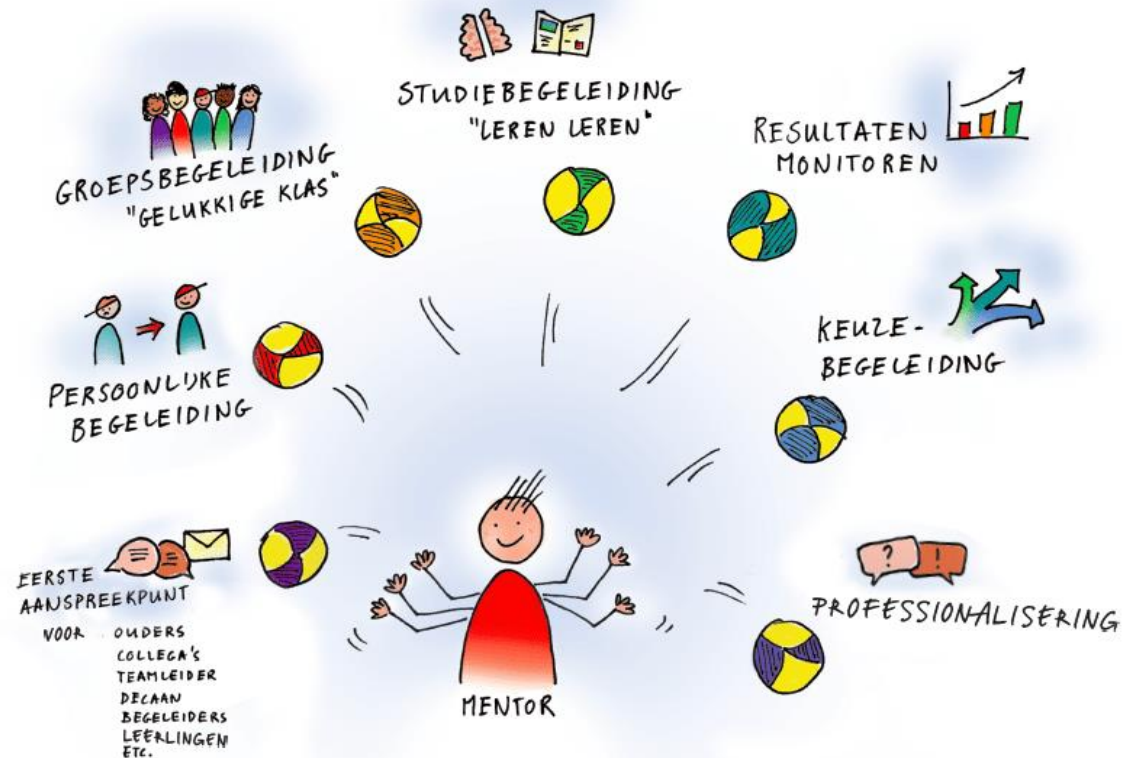 STUDIEBEGELEIDING
"LEREN LEREN"
GROEPSBEGELEIDING
"GELUKKIGE KLAS"
RESULTATEN
MONITOREN
PERSOONLIJKE
BEGELEIDING
KEUZE-
BEGELEIDING
EERSTE
AANSPREEKPUNT
VOOR OUDERS
COLLEGA'S
TEAMLEIDER
DECAAN
BEGELEIDERS
LEERLINGEN
ETC.
? !
PROFESSIONALISERING
MENTOR